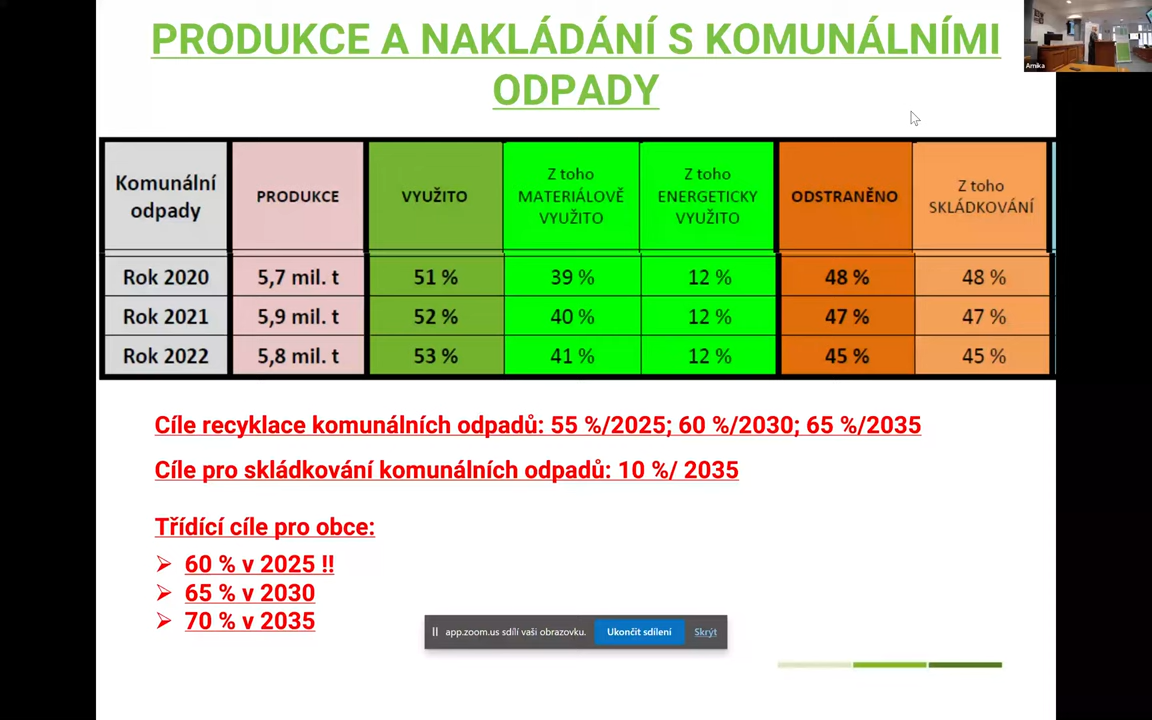 PRODUKCE A NAKLÁDÁNÍ S KOMUNÁLNÍMI
ODPADY
Arnika
Komunální
odpady
PRODUKCE
VYUŽITO
Z toho
MATERIÁLOVĚ
VYUŽITO
Z toho
ENERGETICKY
VYUŽITO
ODSTRANĚNO
Z toho
SKLÁDKOVÁNÍ
Rok 2020 5,7 mil. t 51 % 39 % 12 % 48 % 48 %
Rok 2021 5,9 mil. t 52 % 40 % 12 % 47 % 47 %
Rok 2022 5,8 mil. t 53 % 41 % 12 % 45 % 45 %
Cíle recyklace komunálních odpadů: 55 %/2025; 60 %/2030; 65 %/2035
Cíle pro skládkování komunálních odpadů: 10 %/ 2035
Třídící cíle pro obce:
60 % v 2025 !!
65 % v 2030
70 % v 2035
app.zoom.us sdílí vaši obrazovku. Ukončit sdílení Skrýt